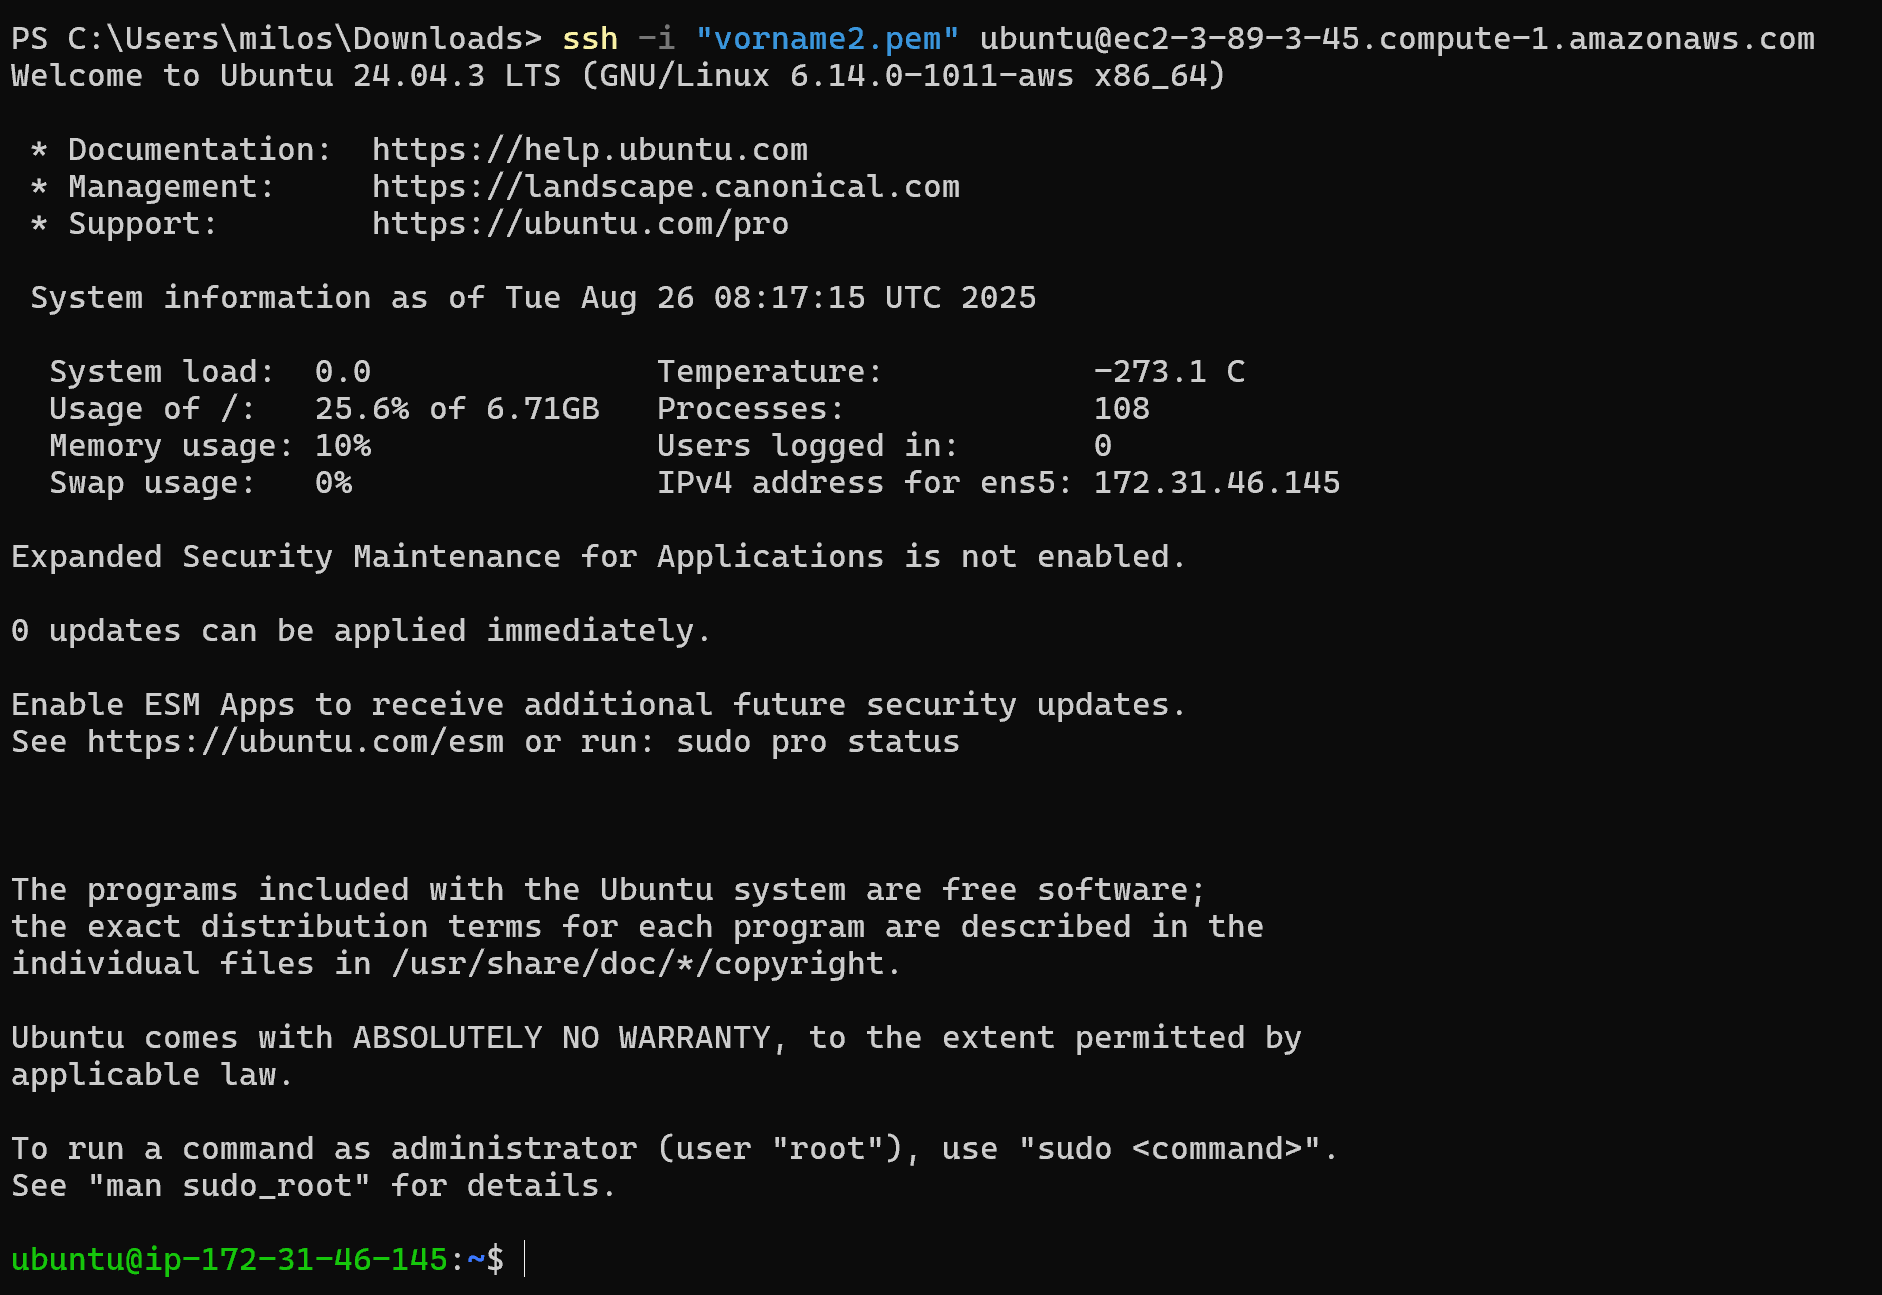 PS C:\Users\milos\Downloads> ssh -i "vorname2.pem" ubuntu@ec2-3-89-3-45.compute-1.amazonaws.com
Welcome to Ubuntu 24.04.3 LTS (GNU/Linux 6.14.0-1011-aws x86_64)

 * Documentation:  https://help.ubuntu.com
 * Management:     https://landscape.canonical.com
 * Support:        https://ubuntu.com/pro

 System information as of Tue Aug 26 08:17:15 UTC 2025

  System load:  0.0               Temperature:           -273.1 C
  Usage of /:   25.6% of 6.71GB   Processes:             108
  Memory usage: 10%               Users logged in:       0
  Swap usage:   0%                IPv4 address for ens5: 172.31.46.145

Expanded Security Maintenance for Applications is not enabled.

0 updates can be applied immediately.

Enable ESM Apps to receive additional future security updates.
See https://ubuntu.com/esm or run: sudo pro status

The programs included with the Ubuntu system are free software;
the exact distribution terms for each program are described in the
individual files in /usr/share/doc/*/copyright.

Ubuntu comes with ABSOLUTELY NO WARRANTY, to the extent permitted by
applicable law.

To run a command as administrator (user "root"), use "sudo <command>".
See "man sudo_root" for details.

ubuntu@ip-172-31-46-145:~$